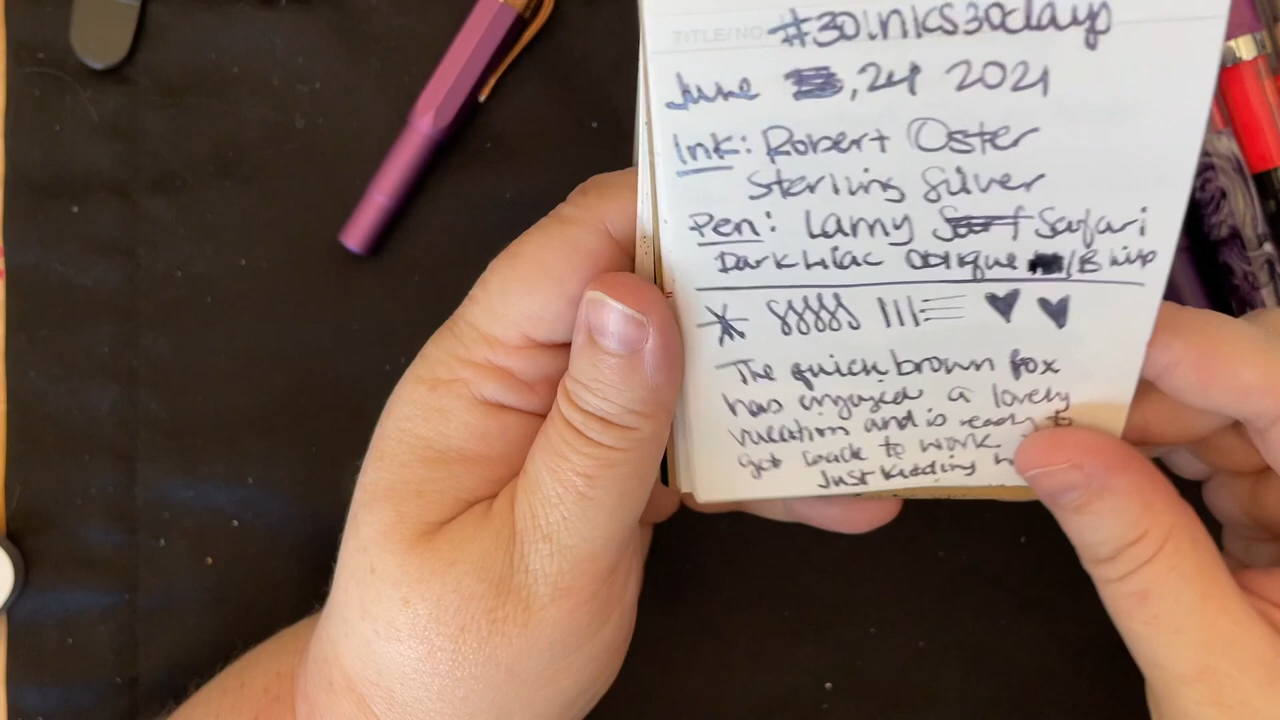 TITLE/NO.
#30inks30days
June , 24 2021
Ink: Robert Oster
Sterling Silver
Pen: Lamy Safari
Dark Lilac Oblique /B
The quick brown fox
has enjoyed a lovely
vacation and is ready to
get back to work
Just kidding